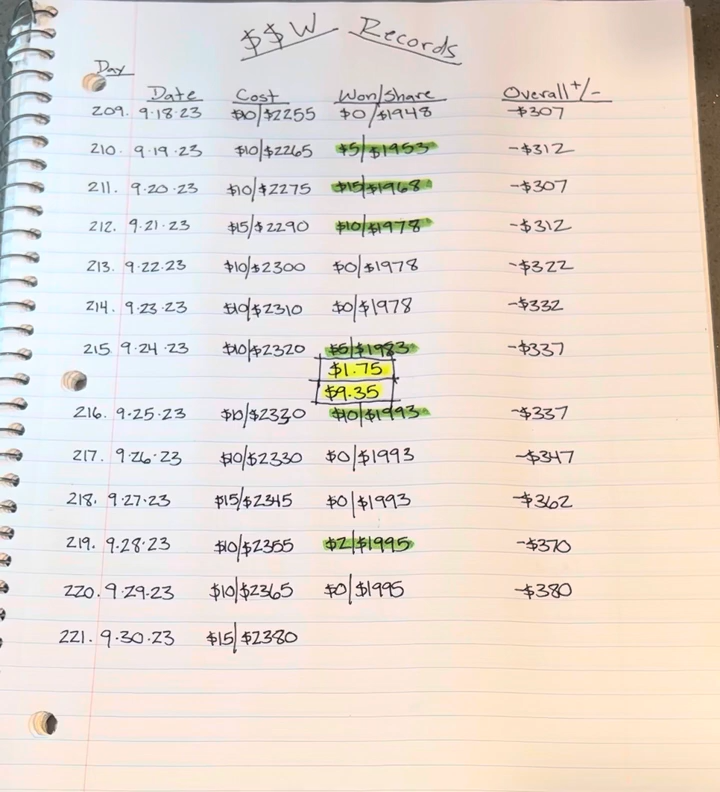 $$W Records
Day
Date Cost Won/Share Overall +/-
209. 9.18.23 $10/$2255 $0/$1948 -$307
210. 9.19.23 $10/$2265 $5/$1953 -$312
211. 9.20.23 $10/$2275 $15/$1968 -$307
212. 9.21.23 $15/$2290 $10/$1978 -$312
213. 9.22.23 $10/$2300 $0/$1978 -$322
214. 9.23.23 $10/$2310 $0/$1978 -$332
215. 9.24.23 $10/$2320 $5/$1983 -$337
$1.75
$9.35
216. 9.25.23 $10/$2330 $10/$1993 -$337
217. 9.26.23 $10/$2330 $0/$1993 -$347
218. 9.27.23 $15/$2345 $0/$1993 -$362
219. 9.28.23 $10/$2355 $2/$1995 -$370
220. 9.29.23 $10/$2365 $0/$1995 -$380
221. 9.30.23 $15/$2380